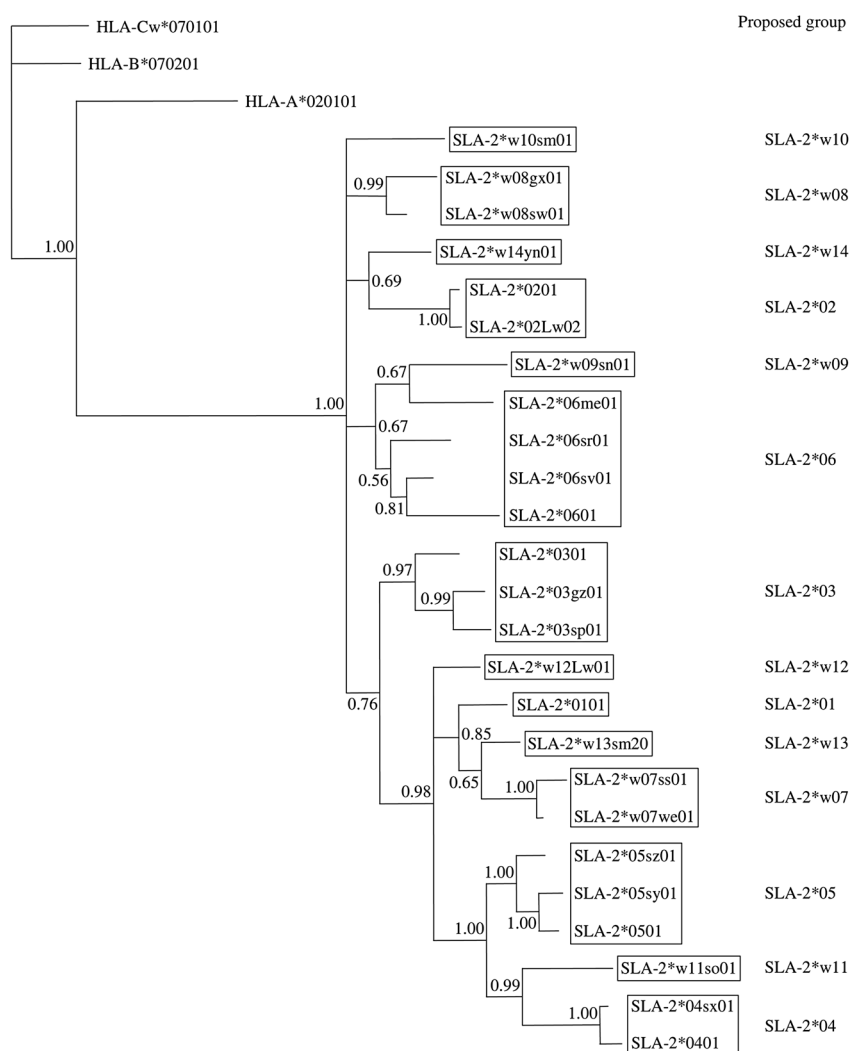 Proposed group
HLA-Cw*070101
HLA-B*070201
HLA-A*020101
SLA-2*w10sm01 SLA-2*w10
0.99 SLA-2*w08gx01
SLA-2*w08
SLA-2*w08sw01
1.00 SLA-2*w14yn01 SLA-2*w14
0.69
SLA-2*0201
SLA-2*02
1.00 SLA-2*02Lw02
0.67 SLA-2*w09sn01 SLA-2*w09
1.00 SLA-2*06me01
0.67
SLA-2*06sr01
SLA-2*06
0.56 SLA-2*06sv01
0.81 SLA-2*0601
SLA-2*0301
0.97
0.99 SLA-2*03gz01 SLA-2*03
SLA-2*03sp01
SLA-2*w12Lw01 SLA-2*w12
0.76 SLA-2*0101 SLA-2*01
0.85
SLA-2*w13sm20 SLA-2*w13
0.65 1.00 SLA-2*w07ss01
0.98 SLA-2*w07
SLA-2*w07we01
SLA-2*05sz01
1.00
SLA-2*05sy01 SLA-2*05
1.00 1.00 SLA-2*0501
SLA-2*w11so01 SLA-2*w11
0.99
1.00 SLA-2*04sx01
SLA-2*04
SLA-2*0401